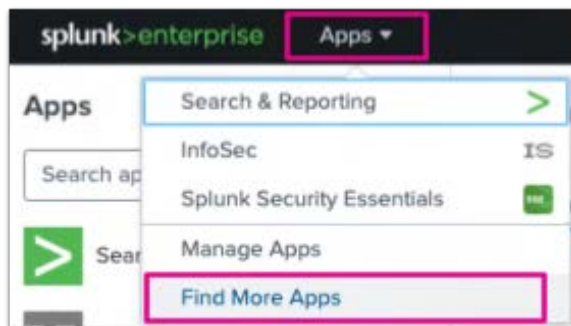 splunk>enterprise Apps
Apps
Search & Reporting
InfoSec IS
Search ap
Splunk Security Essentials
Sear
Manage Apps
Find More Apps